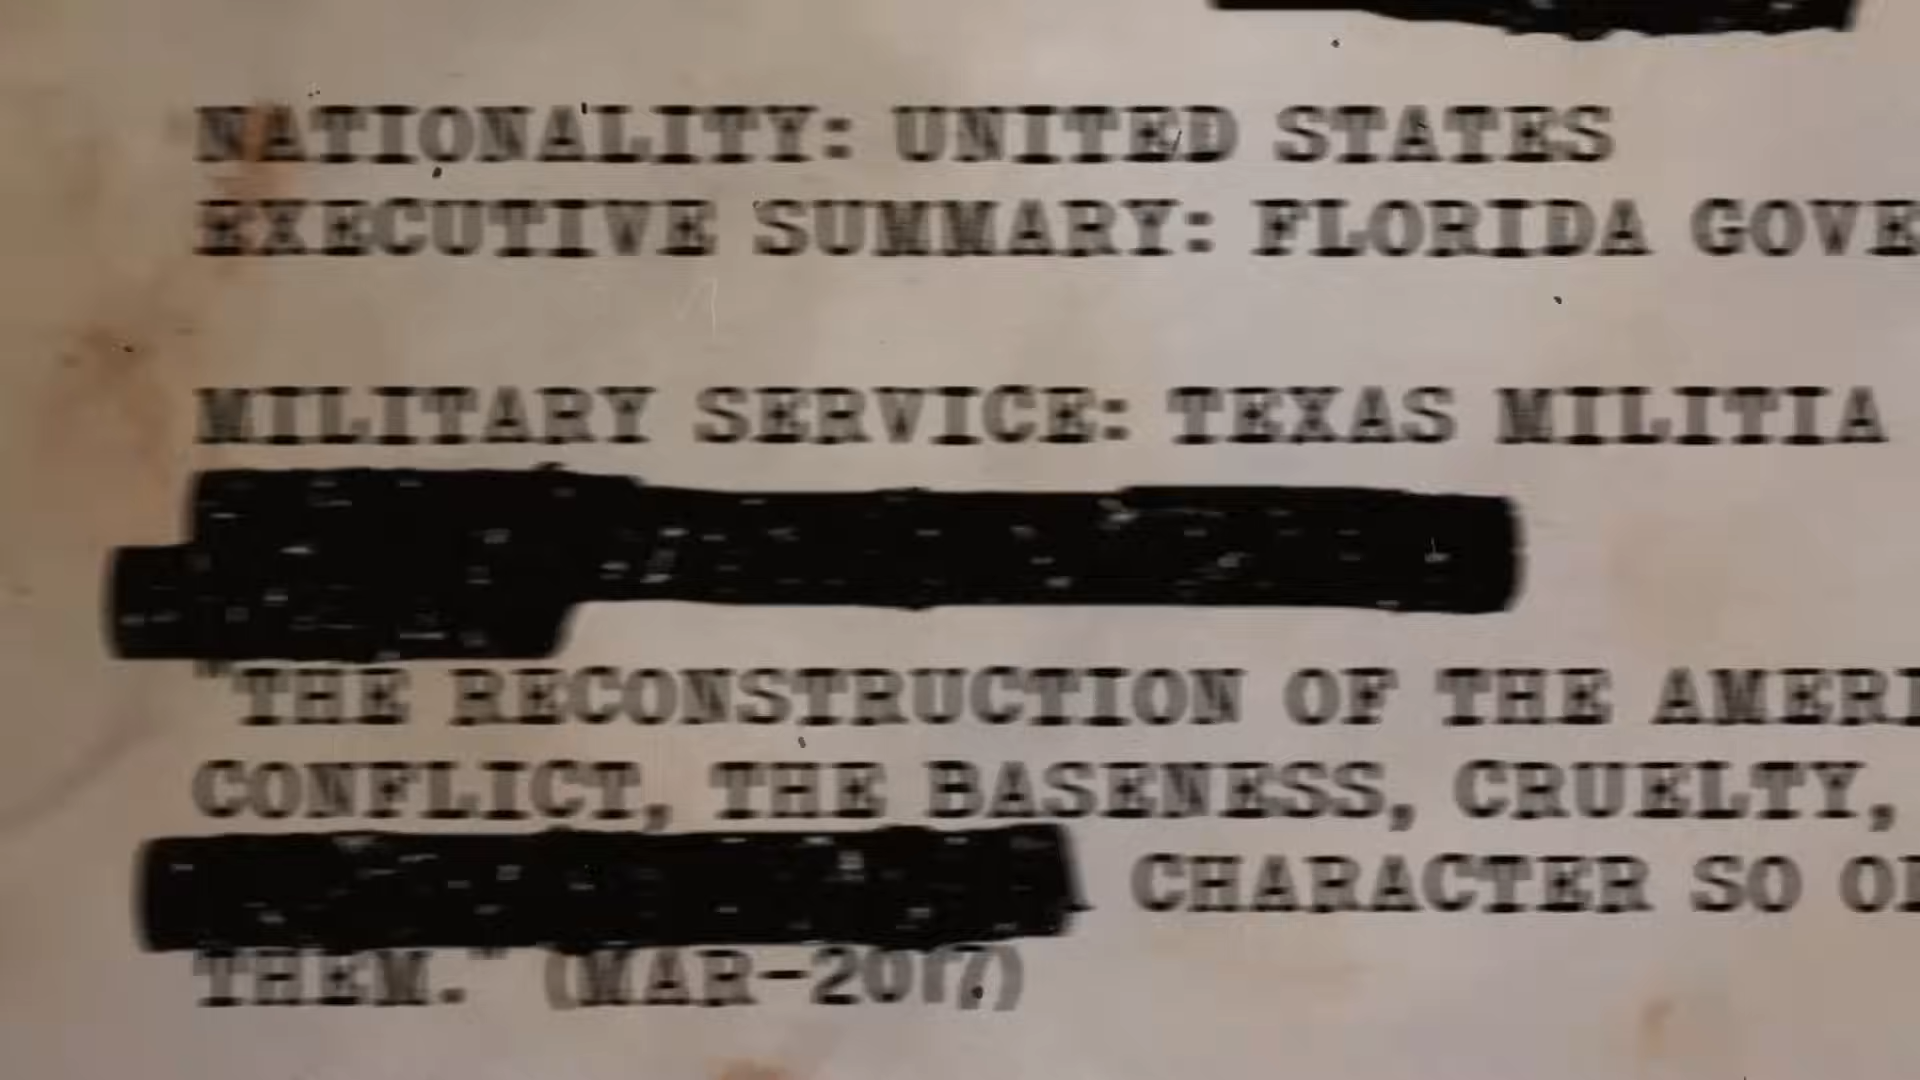 NATIONALITY: UNITED STATES
EXECUTIVE SUMMARY: FLORIDA GOVE
MILITARY SERVICE: TEXAS MILITIA
"THE RECONSTRUCTION OF THE AMERI
CONFLICT, THE BASENESS, CRUELTY,
CHARACTER SO
THEM." (MAR-2017)